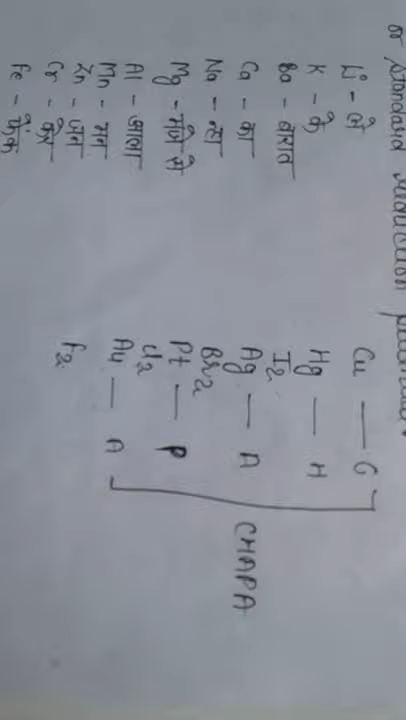 or standard reduction potential.
Li - ले
K - के
Ba - बारात
Ca - का
Na -
Mg -
Al - आला
Mn - मन
Zn - जन
Cr - केर
Fe - फेंक
Cu — C
Hg — H
I2
Ag — A
Br2
Pt — P
Cl2
Au — A
F2
CHAPA